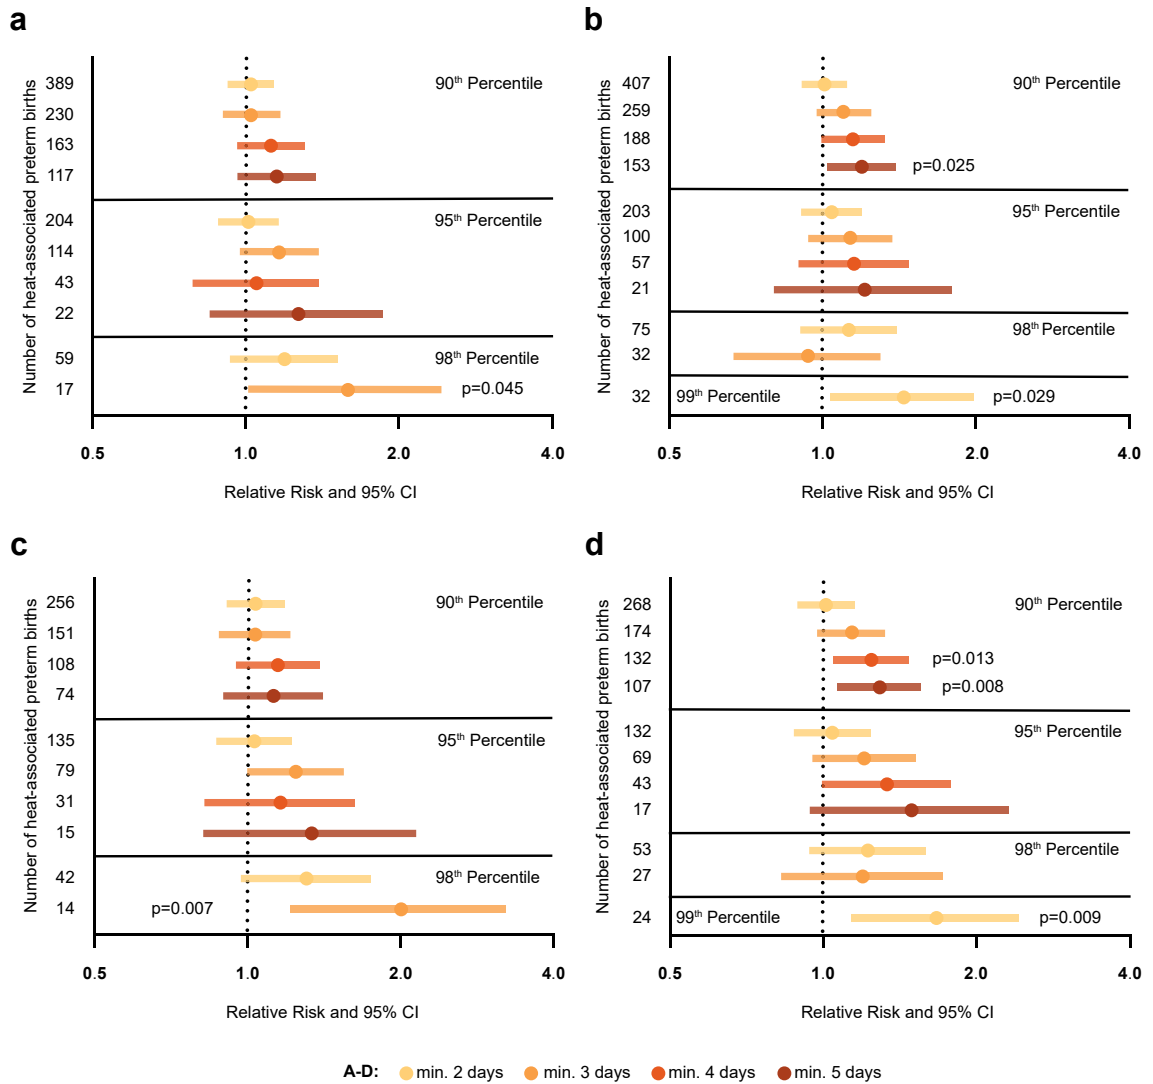 a
Number of heat-associated preterm births
389
90th Percentile
230
163
117
204
95th Percentile
114
43
22
59
98th Percentile
17
p=0.045
0.5 1.0 2.0 4.0
Relative Risk and 95% CI
b
Number of heat-associated preterm births
407
90th Percentile
259
188
153
p=0.025
203
95th Percentile
100
57
21
75
98th Percentile
32
32
99th Percentile
p=0.029
0.5 1.0 2.0 4.0
Relative Risk and 95% CI
c
Number of heat-associated preterm births
256
90th Percentile
151
108
74
135
95th Percentile
79
31
15
42
98th Percentile
14
p=0.007
0.5 1.0 2.0 4.0
Relative Risk and 95% CI
d
Number of heat-associated preterm births
268
90th Percentile
174
132
p=0.013
107
p=0.008
132
95th Percentile
69
43
17
53
98th Percentile
27
24
99th Percentile
p=0.009
0.5 1.0 2.0 4.0
Relative Risk and 95% CI
A-D: min. 2 days min. 3 days min. 4 days min. 5 days